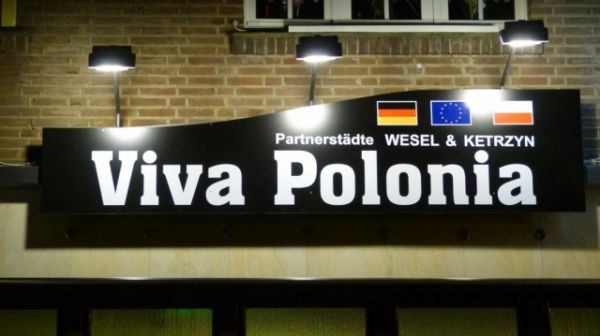 Partnerstädte WESEL & KETRZYN
Viva Polonia